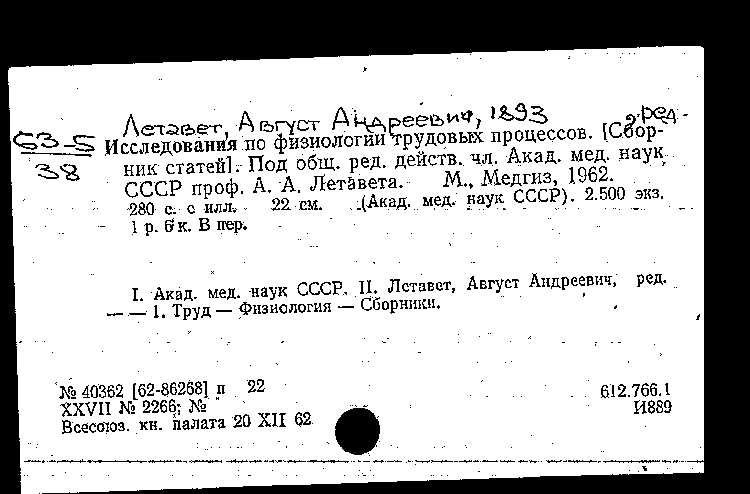 Летавет, Август Андреевич, 1893
, ред.
63-5
38
Исследования по физиологии трудовых процессов. [Сбор-
ник статей]. Под общ. ред. действ. чл. Акад. мед. наук
СССР проф. А. А. Летавета. М., Медгиз, 1962.
280 с. с илл. 22 см. (Акад. мед. наук СССР). 2.500 экз.
1 р. 6 к. В пер.
I. Акад. мед. наук СССР. II. Летавет, Август Андреевич, ред.
— — 1. Труд — Физиология — Сборники.
№ 40362 [62-86268] п 22
XXVII № 2266; №
Всесоюз. кн. палата 20 XII 62
612.766.1
И889